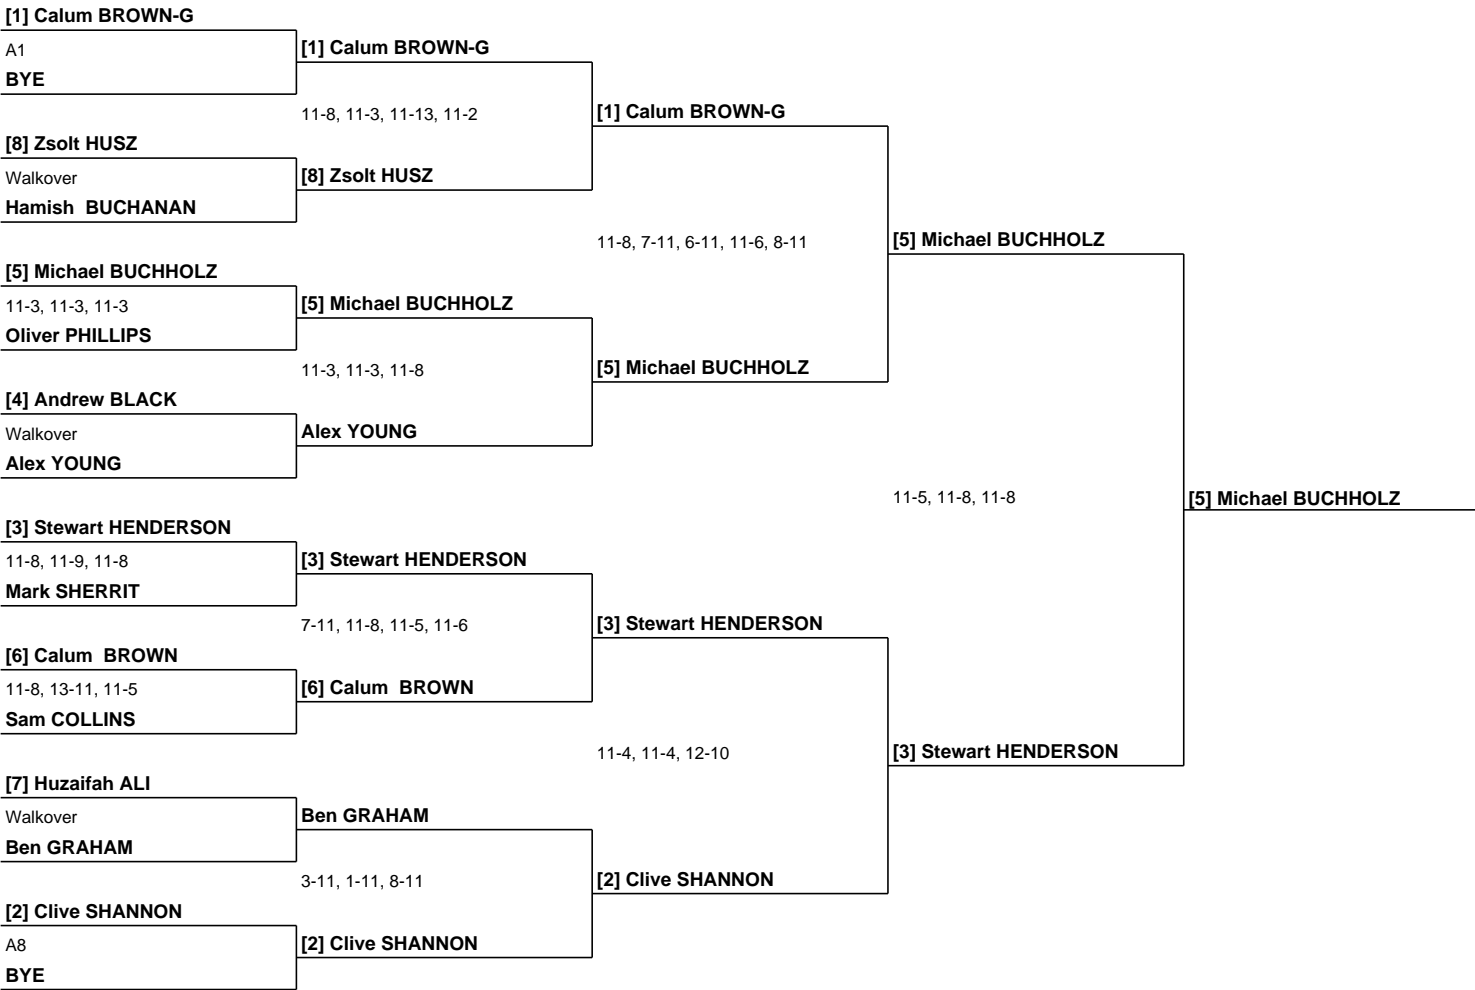 [1] Calum BROWN-G
A1
BYE
[8] Zsolt HUSZ
Walkover
Hamish  BUCHANAN
[5] Michael BUCHHOLZ
11-3, 11-3, 11-3
Oliver PHILLIPS
[4] Andrew BLACK
Walkover
Alex YOUNG
[3] Stewart HENDERSON
11-8, 11-9, 11-8
Mark SHERRIT
[6] Calum  BROWN
11-8, 13-11, 11-5
Sam COLLINS
[7] Huzaifah ALI
Walkover
Ben GRAHAM
[2] Clive SHANNON
A8
BYE
[1] Calum BROWN-G
11-8, 11-3, 11-13, 11-2
[8] Zsolt HUSZ
[5] Michael BUCHHOLZ
11-3, 11-3, 11-8
Alex YOUNG
[3] Stewart HENDERSON
7-11, 11-8, 11-5, 11-6
[6] Calum  BROWN
Ben GRAHAM
3-11, 1-11, 8-11
[2] Clive SHANNON
[1] Calum BROWN-G
11-8, 7-11, 6-11, 11-6, 8-11
[5] Michael BUCHHOLZ
[3] Stewart HENDERSON
11-4, 11-4, 12-10
[2] Clive SHANNON
[5] Michael BUCHHOLZ
11-5, 11-8, 11-8
[3] Stewart HENDERSON
[5] Michael BUCHHOLZ